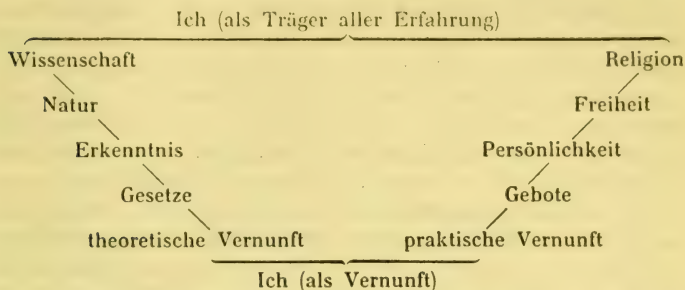 Ich (als Träger aller Erfahrung)
Wissenschaft Religion
Natur Freiheit
Erkenntnis Persönlichkeit
Gesetze Gebote
theoretische Vernunft praktische Vernunft
Ich (als Vernunft)